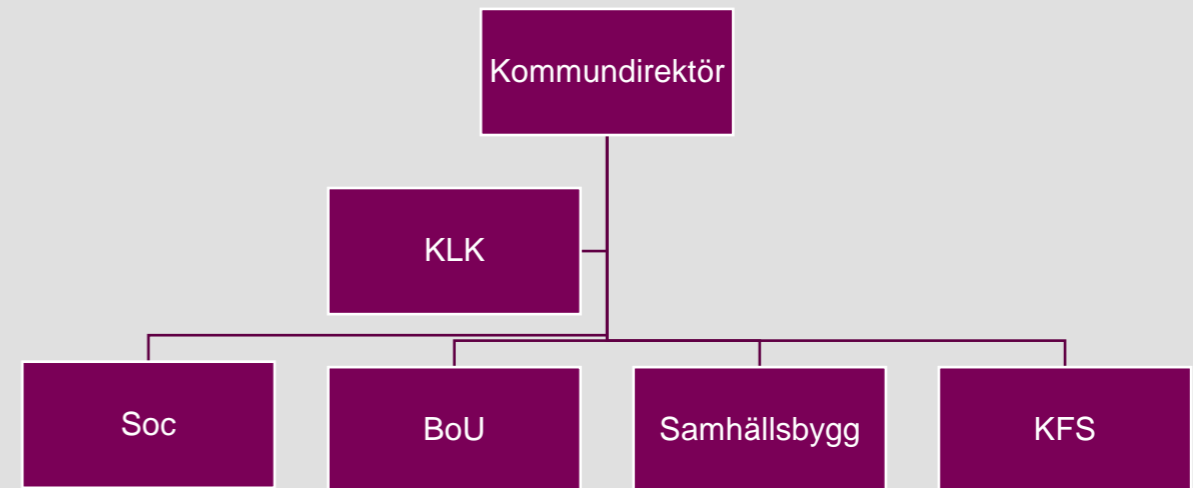 Kommundirektör
KLK
Soc
BoU
Samhällsbygg
KFS